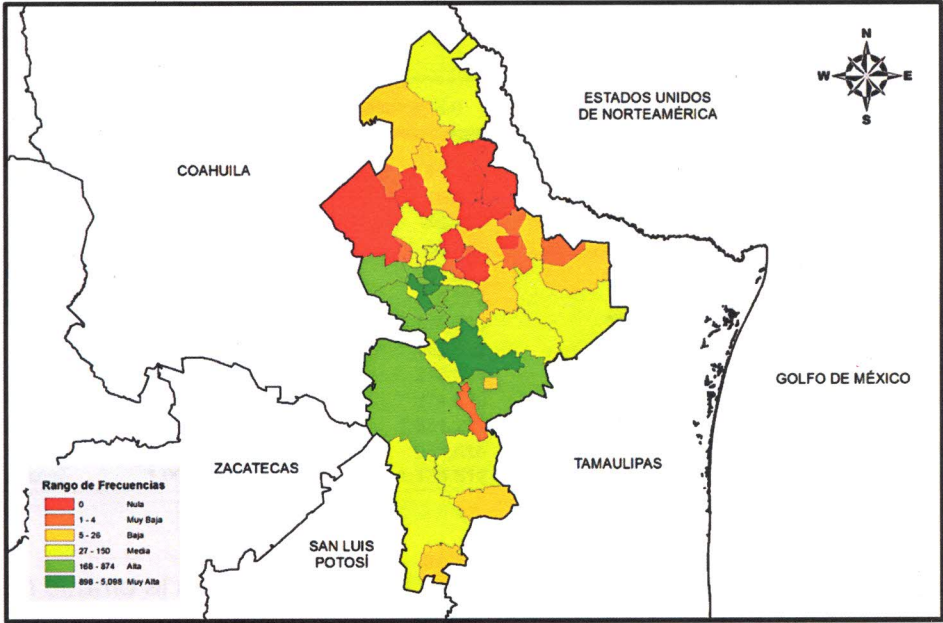 N
W E
S
ESTADOS UNIDOS
DE NORTEAMÉRICA
COAHUILA
GOLFO DE MÉXICO
ZACATECAS
TAMAULIPAS
SAN LUIS
POTOSÍ
Rango de Frecuencias
0 Nula
1 - 4 Muy Baja
5 - 26 Baja
27 - 150 Media
168 - 874 Alta
898 - 5,098 Muy Alta